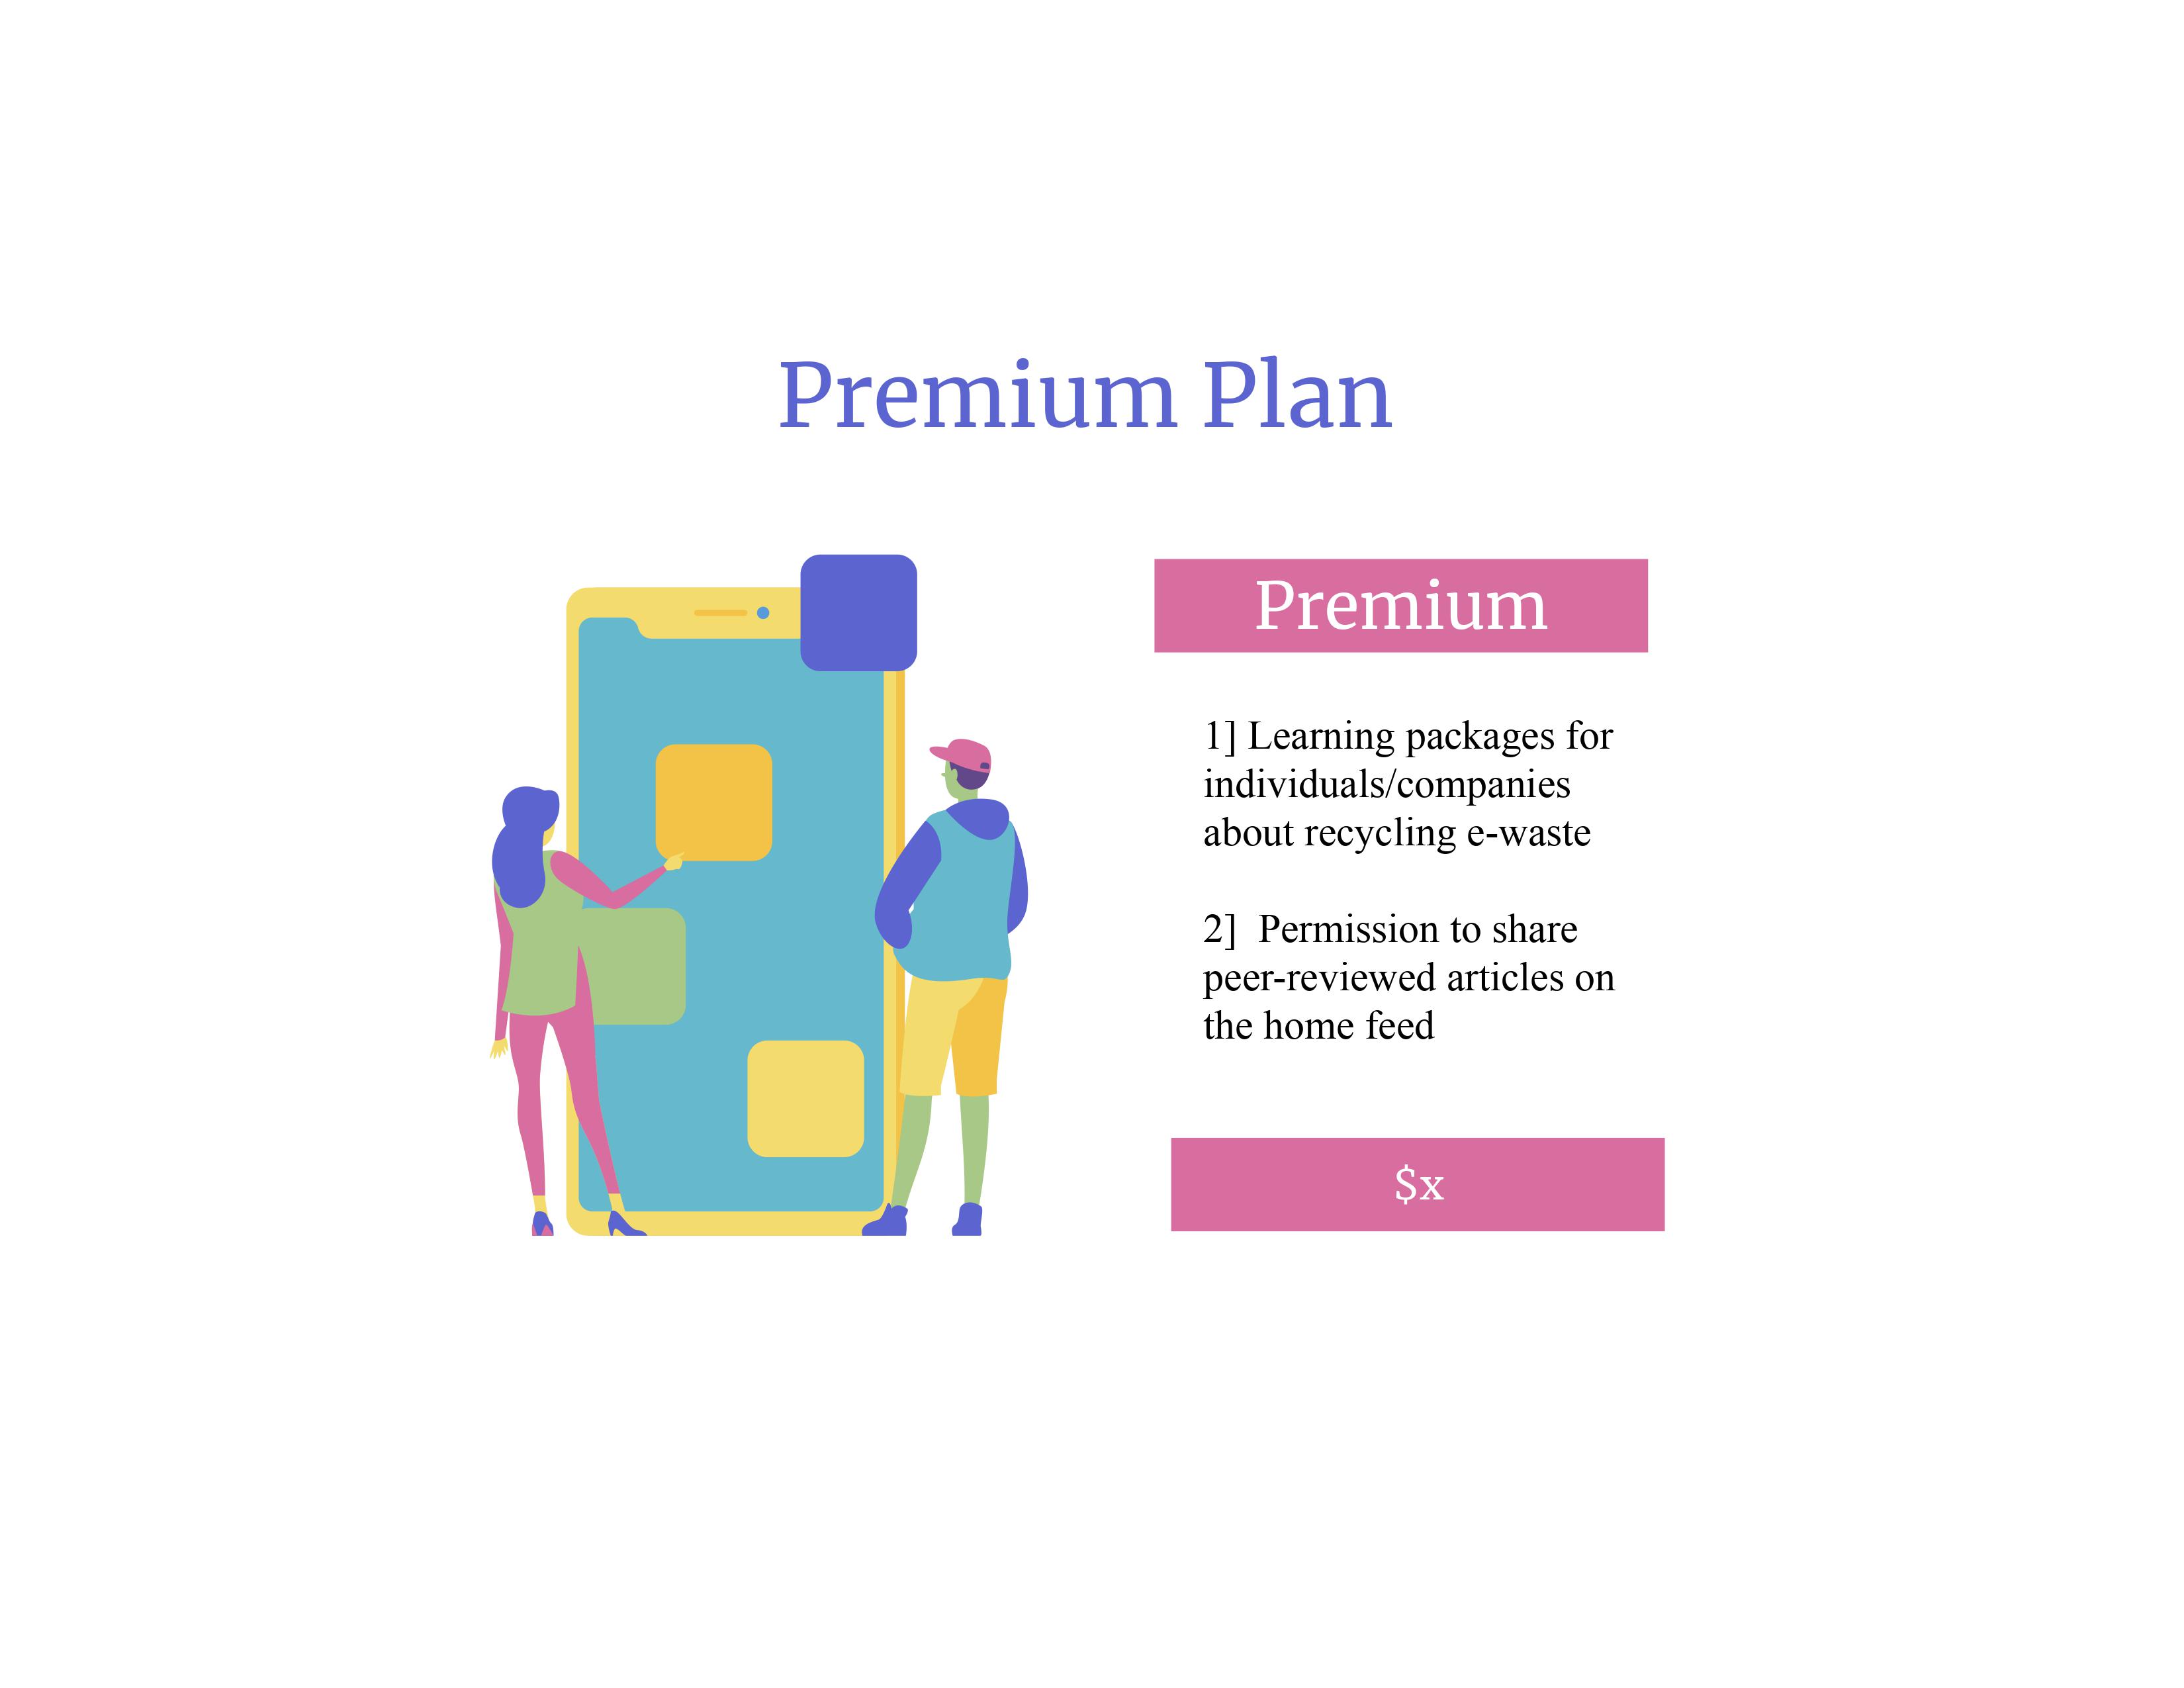 Premium Plan
Premium
1] Learning packages for
individuals/companies
about recycling e-waste
2]  Permission to share
peer-reviewed articles on
the home feed
$x